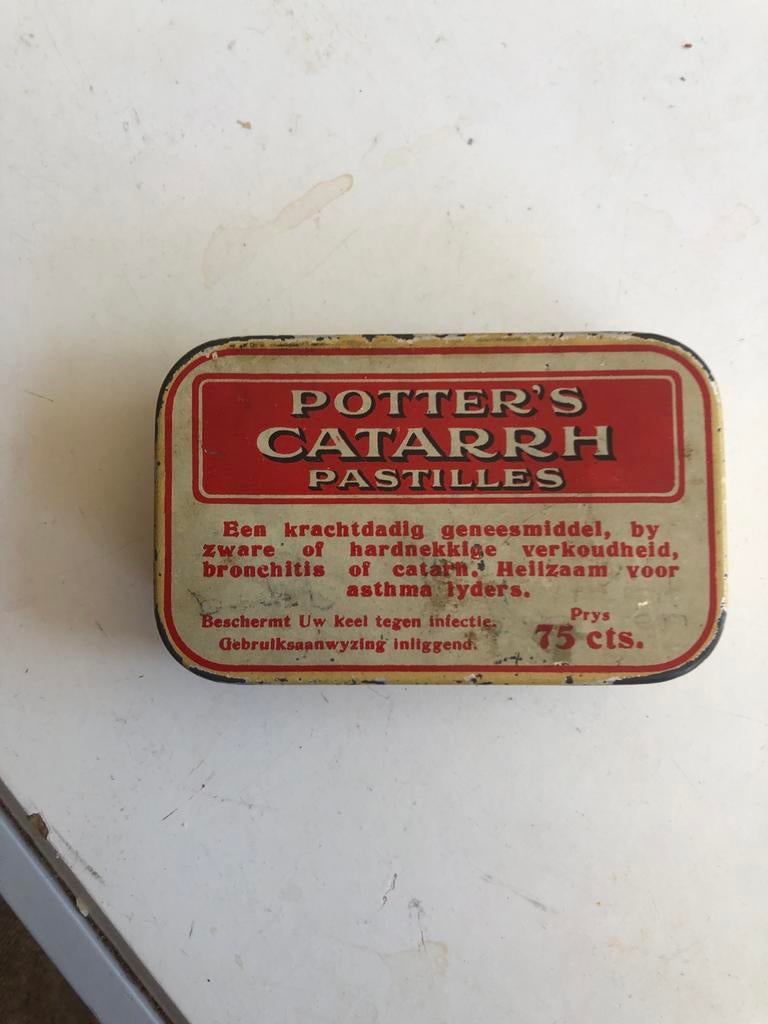 POTTER'S
CATARRH
PASTILLES
Een krachtdadig geneesmiddel, by
zware of hardnekkige verkoudheid,
bronchitis of catarrh. Heilzaam voor
asthma lyders.
Beschermt Uw keel tegen infectie.
Gebruiksaanwyzing inliggend.
Prys
75 cts.